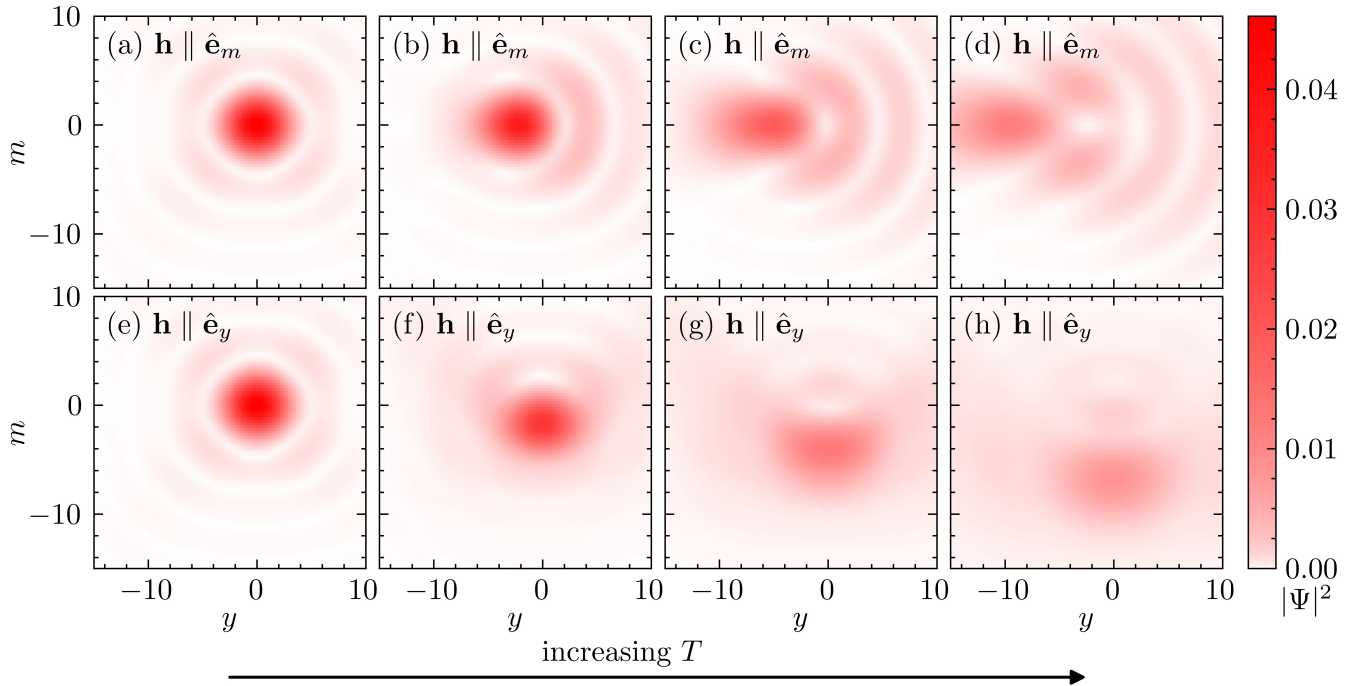 10
0
−10
m
(a) h ∥ ê_m
(b) h ∥ ê_m
(c) h ∥ ê_m
(d) h ∥ ê_m
10
0
−10
m
(e) h ∥ ê_y
(f) h ∥ ê_y
(g) h ∥ ê_y
(h) h ∥ ê_y
−10 0 10
−10 0 10
−10 0 10
−10 0 10
y
y
y
y
increasing T
0.04
0.03
0.02
0.01
0.00
|Ψ|²